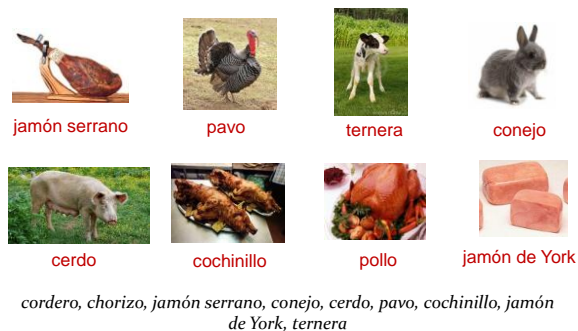 jamón serrano
pavo
ternera
conejo
cerdo
cochinillo
pollo
jamón de York
cordero, chorizo, jamón serrano, conejo, cerdo, pavo, cochinillo, jamón
de York, ternera